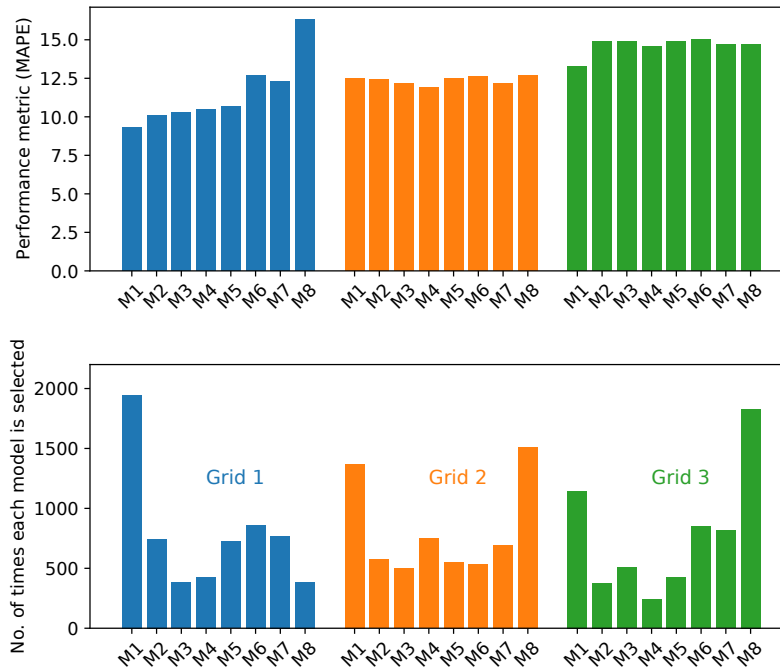 Performance metric (MAPE)
15.0
12.5
10.0
7.5
5.0
2.5
0.0
M1 M2 M3 M4 M5 M6 M7 M8 M1 M2 M3 M4 M5 M6 M7 M8 M1 M2 M3 M4 M5 M6 M7 M8
No. of times each model is selected
2000
1500
1000
500
0
Grid 1 Grid 2 Grid 3
M1 M2 M3 M4 M5 M6 M7 M8 M1 M2 M3 M4 M5 M6 M7 M8 M1 M2 M3 M4 M5 M6 M7 M8